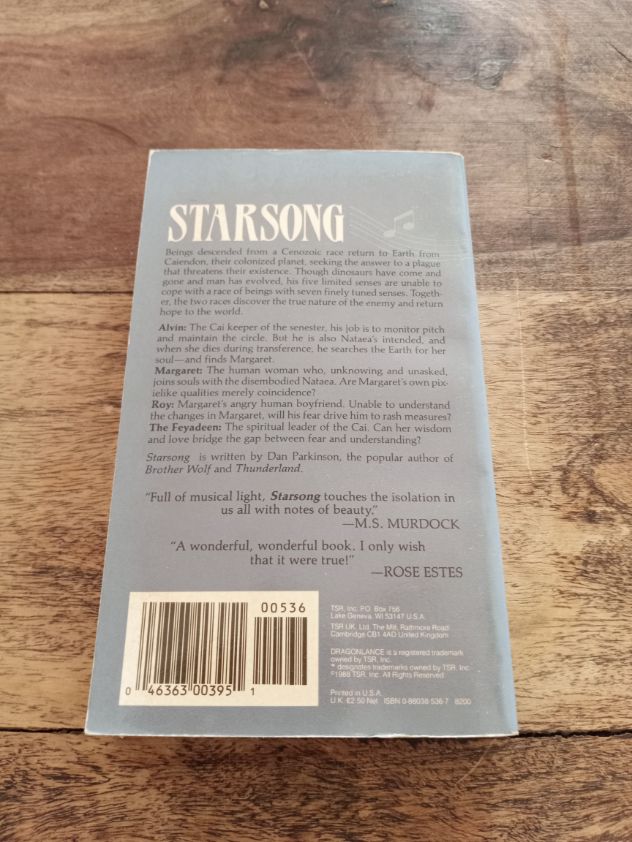 STARSONG
Beings descended from a Cenozoic race return to Earth from
Caiendon, their colonized planet, seeking the answer to a plague
that threatens their existence. Though dinosaurs have come and
gone and man has evolved, his five limited senses are unable to
cope with a race of beings with seven finely tuned senses. Togeth-
er, the two races discover the true nature of the enemy and return
hope to the world.
Alvin: The Cai keeper of the senester, his job is to monitor pitch
and maintain the circle. But he is also Nataea's intended, and
when she dies during transference, he searches the Earth for her
soul—and finds Margaret.
Margaret: The human woman who, unknowing and unasked,
joins souls with the disembodied Nataea. Are Margaret's own pix-
ielike qualities merely coincidence?
Roy: Margaret's angry human boyfriend. Unable to understand
the changes in Margaret, will his fear drive him to rash measures?
The Feyadeen: The spiritual leader of the Cai. Can her wisdom
and love bridge the gap between fear and understanding?
Starsong is written by Dan Parkinson, the popular author of
Brother Wolf and Thunderland.
"Full of musical light, Starsong touches the isolation in
us all with notes of beauty."
—M.S. MURDOCK
"A wonderful, wonderful book. I only wish
that it were true!"
—ROSE ESTES
00536
0 46363 00395 1
TSR, Inc. P.O. Box 756
Lake Geneva, WI 53147 U.S.A.
TSR UK, Ltd. The Mill, Rathmore Road
Cambridge CB1 4AD United Kingdom
DRAGONLANCE is a registered trademark
owned by TSR, Inc.
™ designates trademarks owned by TSR, Inc.
©1988 TSR, Inc. All Rights Reserved
Printed in U.S.A.
U.K. £2.50 Net ISBN 0-88038-536-7 8200